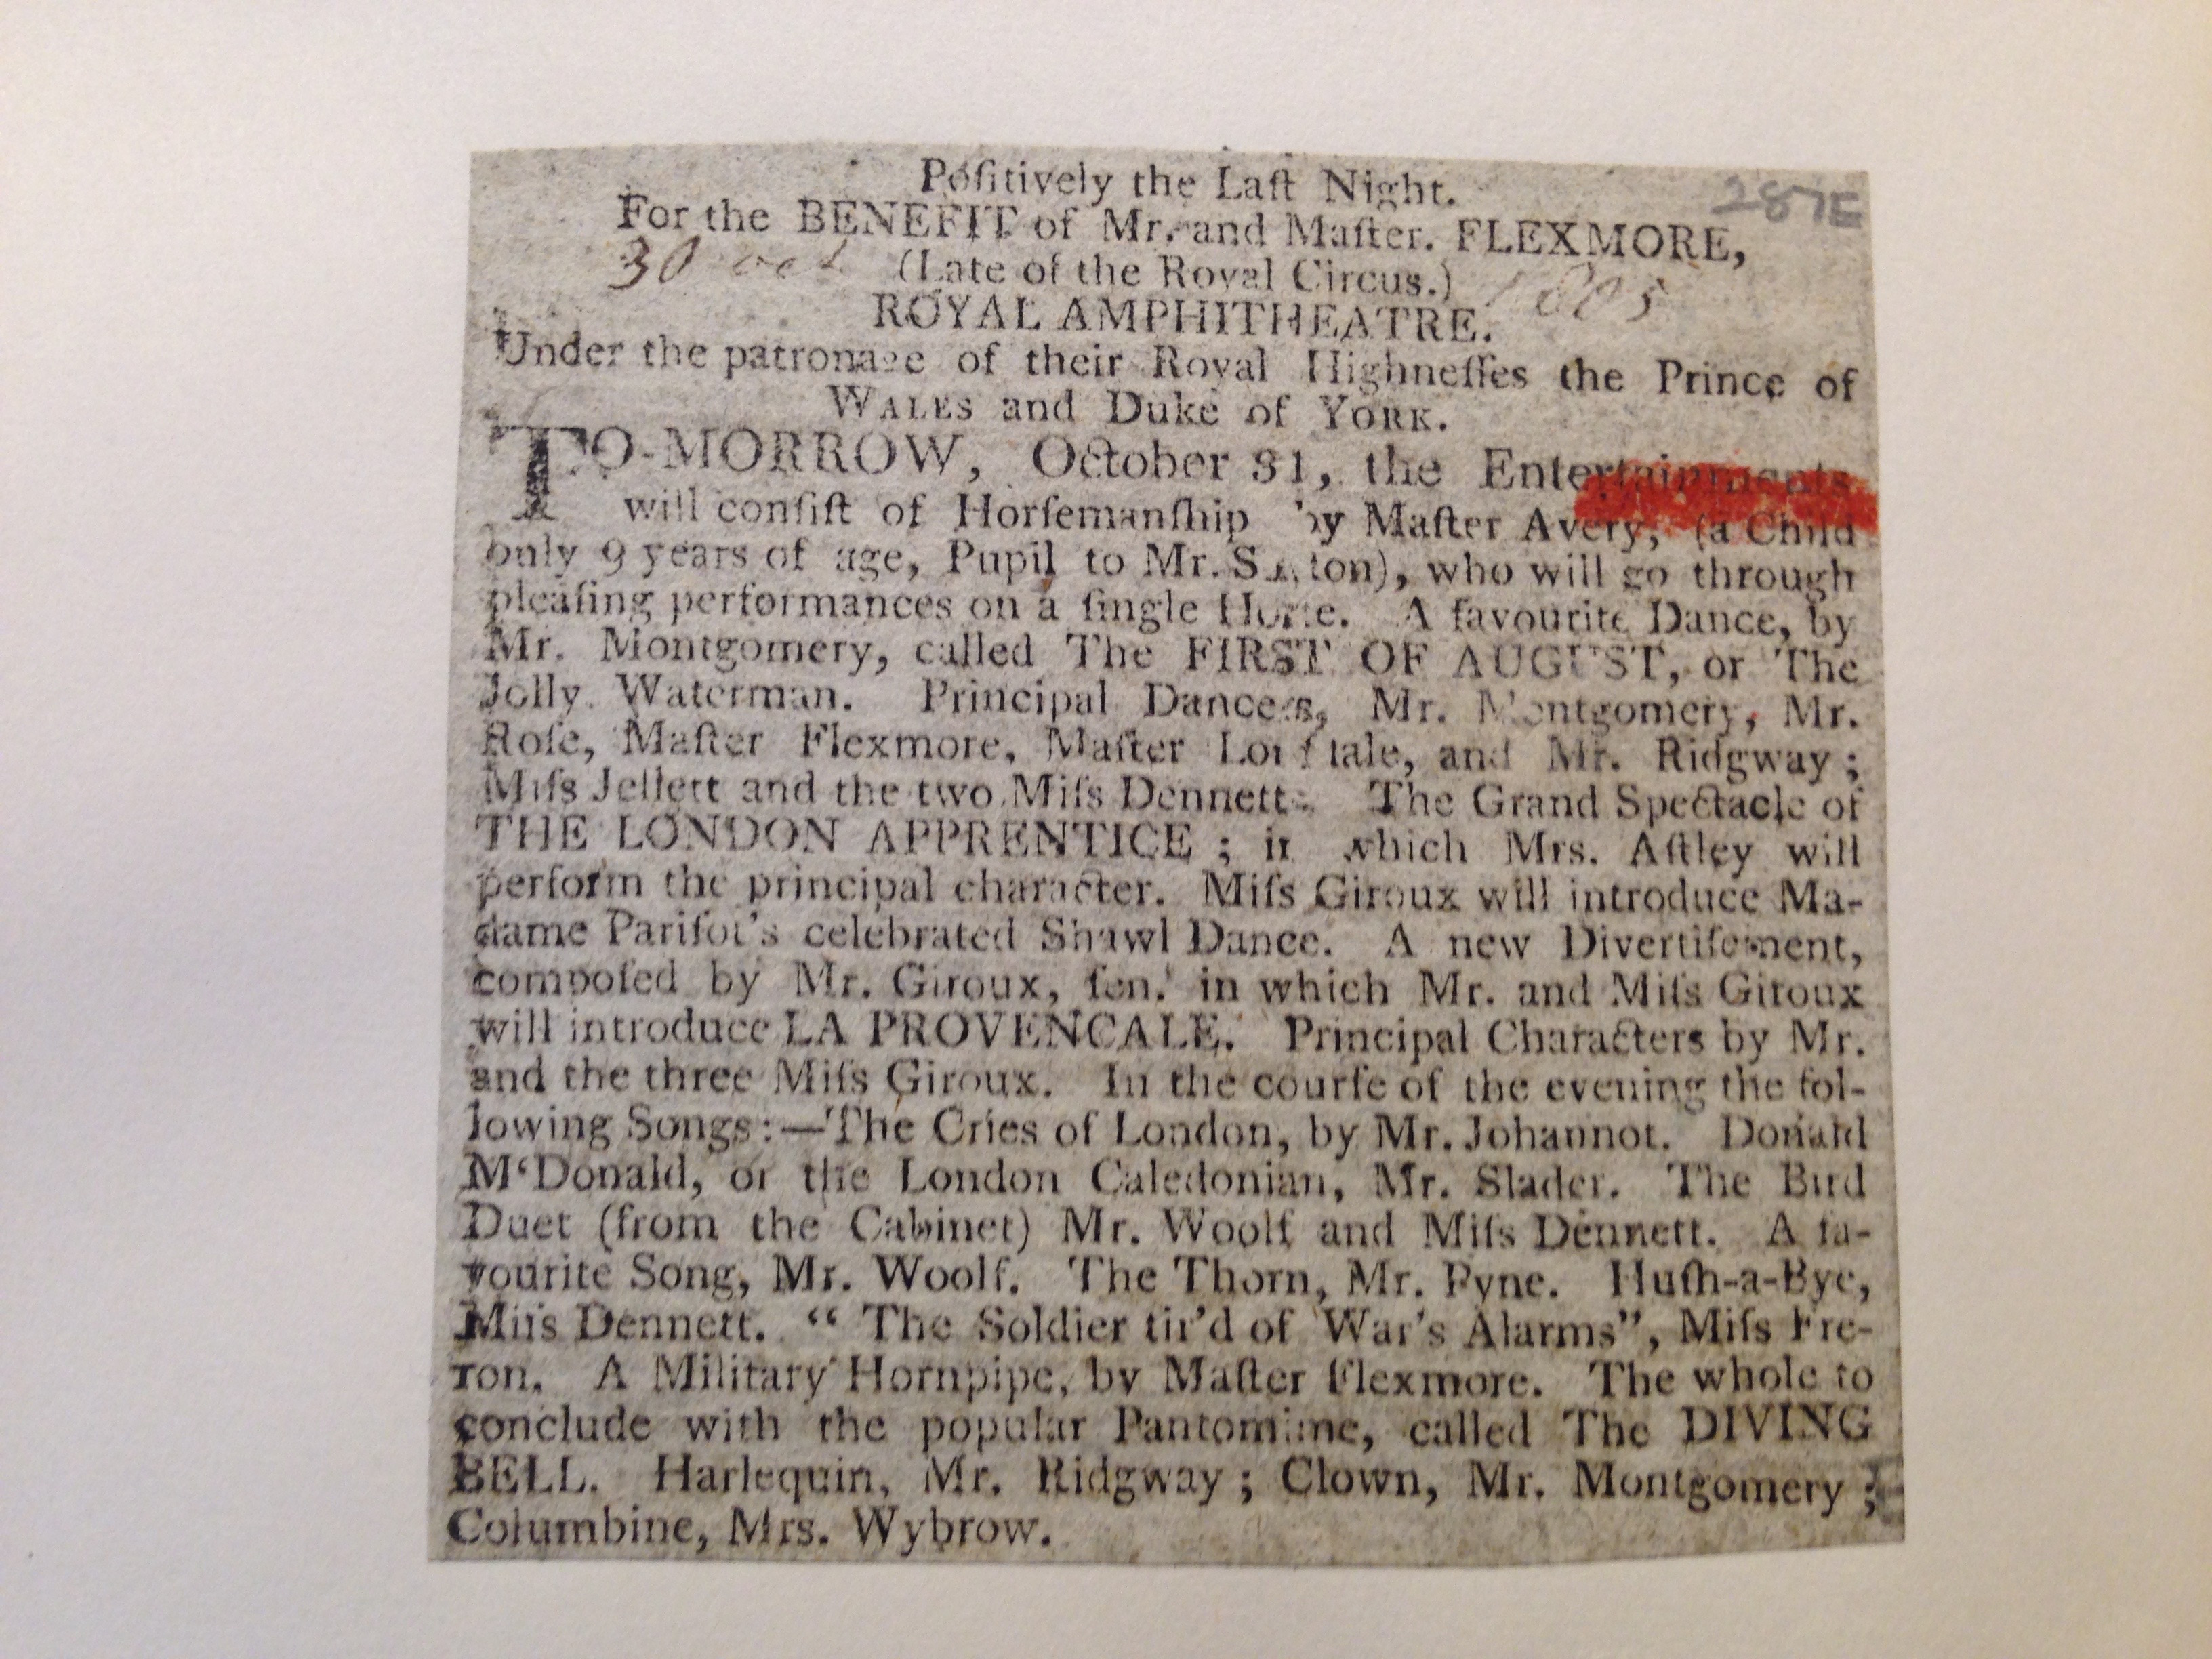 Poſitively the Laſt Night.
287E
For the BENEFIT of Mr. and Maſter. FLEXMORE,
30 oct (Late of the Royal Circus.) 1805
ROYAL AMPHITHEATRE.
Under the patronage of their Royal Highneſſes the Prince of
WALES and Duke of YORK.
TO-MORROW, October 31, the Entertainments
will conſiſt of Horſemanſhip by Maſter Avery, (a Child
only 9 years of age, Pupil to Mr. ), who will go through
pleaſing performances on a ſingle Horſe. A favourite Dance, by
Mr. Montgomery, called The FIRST OF AUGUST, or The
Jolly Waterman. Principal Dancers, Mr. Montgomery, Mr.
Roſe, Maſter Flexmore, Maſter and Mr. Ridgway;
Miſs Jellett and the two Miſs Dennetts. The Grand Spectacle of
THE LONDON APPRENTICE; in which Mrs. Aſtley will
perform the principal character. Miſs Giroux will introduce Ma-
dame Pariſot's celebrated Shawl Dance. A new Divertiſement,
compoſed by Mr. Giroux, ſen. in which Mr. and Miſs Giroux
will introduce LA PROVENCALE. Principal Characters by Mr.
and the three Miſs Giroux. In the courſe of the evening the fol-
lowing Songs:—The Cries of London, by Mr. Johannot. Donald
M‘Donald, or the London Caledonian, Mr. Slader. The Bird
Duet (from the Cabinet) Mr. Woolf and Miſs Dennett. A fa-
vourite Song, Mr. Woolf. The Thorn, Mr. Pyne. Huſh-a-Bye,
Miſs Dennett. “ The Soldier tir'd of War's Alarms”, Miſs Fre-
ron. A Military Hornpipe, by Maſter Flexmore. The whole to
conclude with the popular Pantomime, called The DIVING
BELL. Harlequin, Mr. Ridgway; Clown, Mr. Montgomery;
Columbine, Mrs. Wybrow.